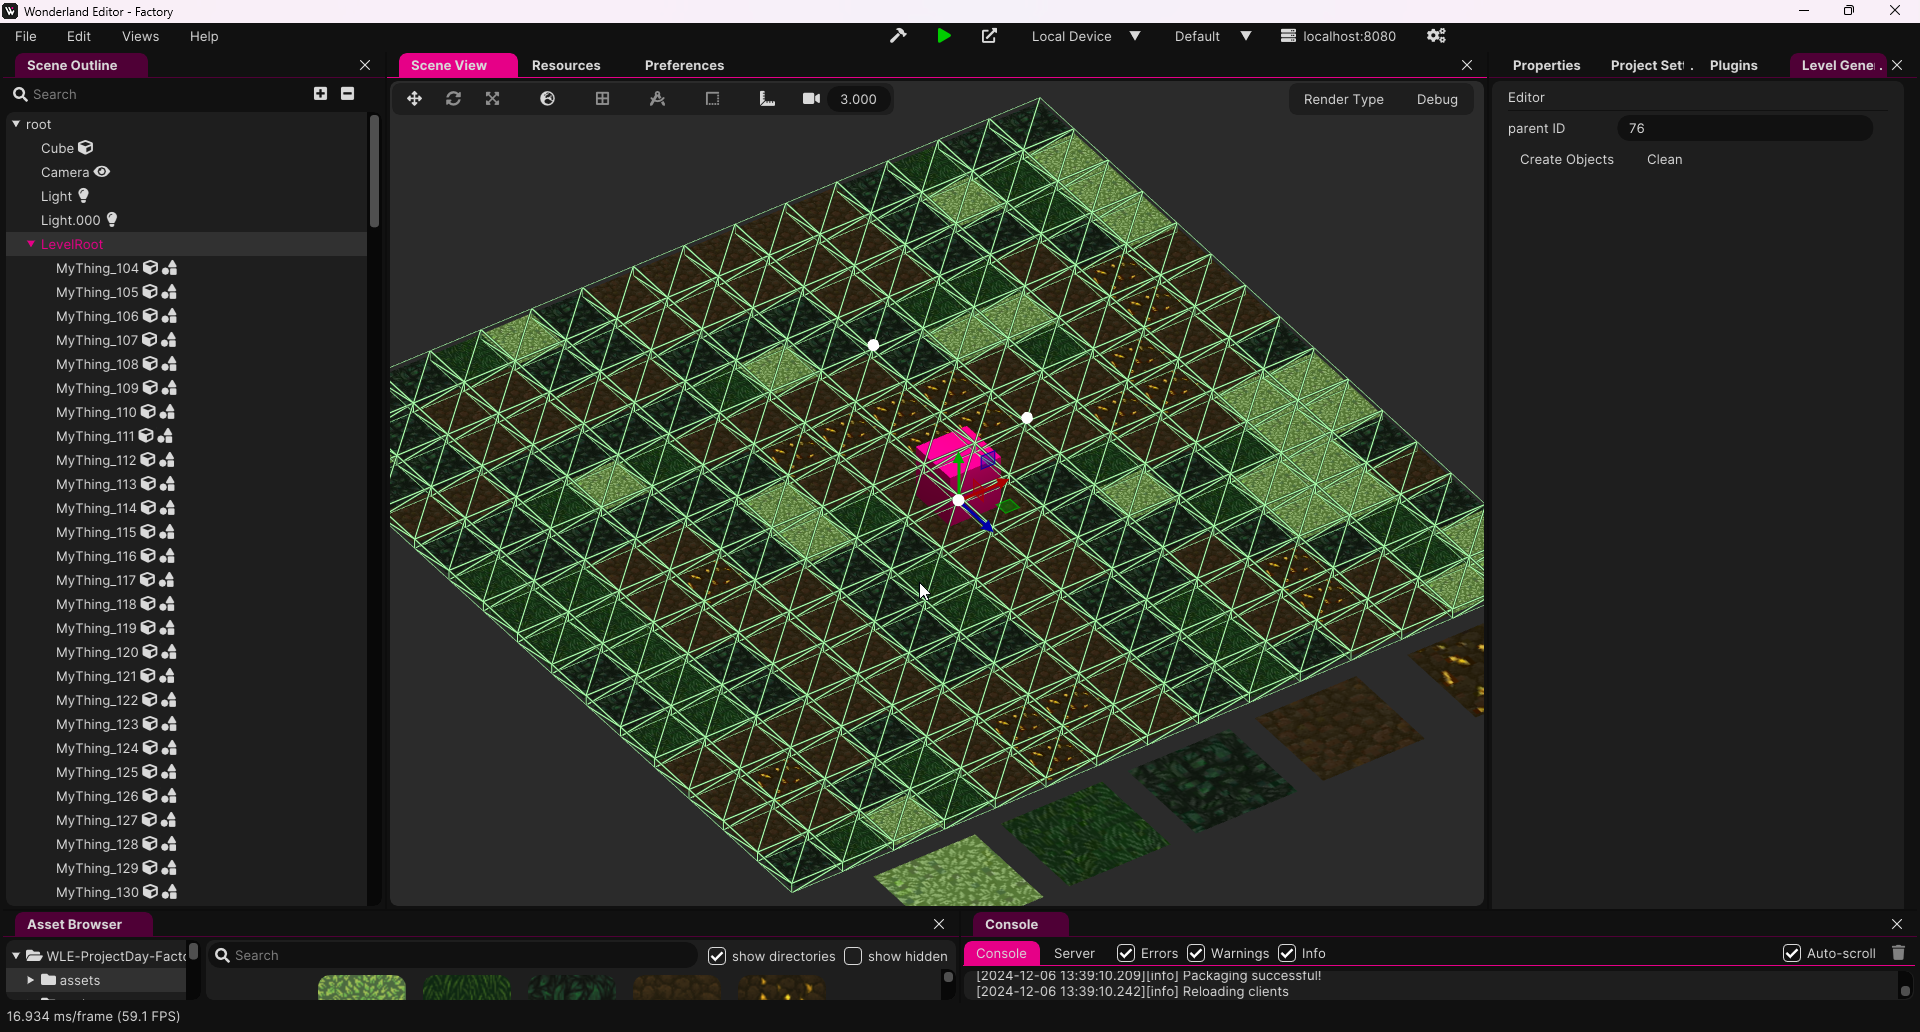 Wonderland Editor - Factory
File Edit Views Help
Local Device Default localhost:8080
Scene Outline
Scene View Resources Preferences
Properties Project Set . Plugins Level Gene .
Search
3.000
Render Type Debug
Editor
parent ID 76
Create Objects Clean
root
Cube
Camera
Light
Light.000
LevelRoot
MyThing_104
MyThing_105
MyThing_106
MyThing_107
MyThing_108
MyThing_109
MyThing_110
MyThing_111
MyThing_112
MyThing_113
MyThing_114
MyThing_115
MyThing_116
MyThing_117
MyThing_118
MyThing_119
MyThing_120
MyThing_121
MyThing_122
MyThing_123
MyThing_124
MyThing_125
MyThing_126
MyThing_127
MyThing_128
MyThing_129
MyThing_130
Asset Browser
WLE-ProjectDay-Facto
assets
Search
show directories show hidden
Console
Console Server Errors Warnings Info Auto-scroll
[2024-12-06 13:39:10.209][info] Packaging successful!
[2024-12-06 13:39:10.242][info] Reloading clients
16.934 ms/frame (59.1 FPS)